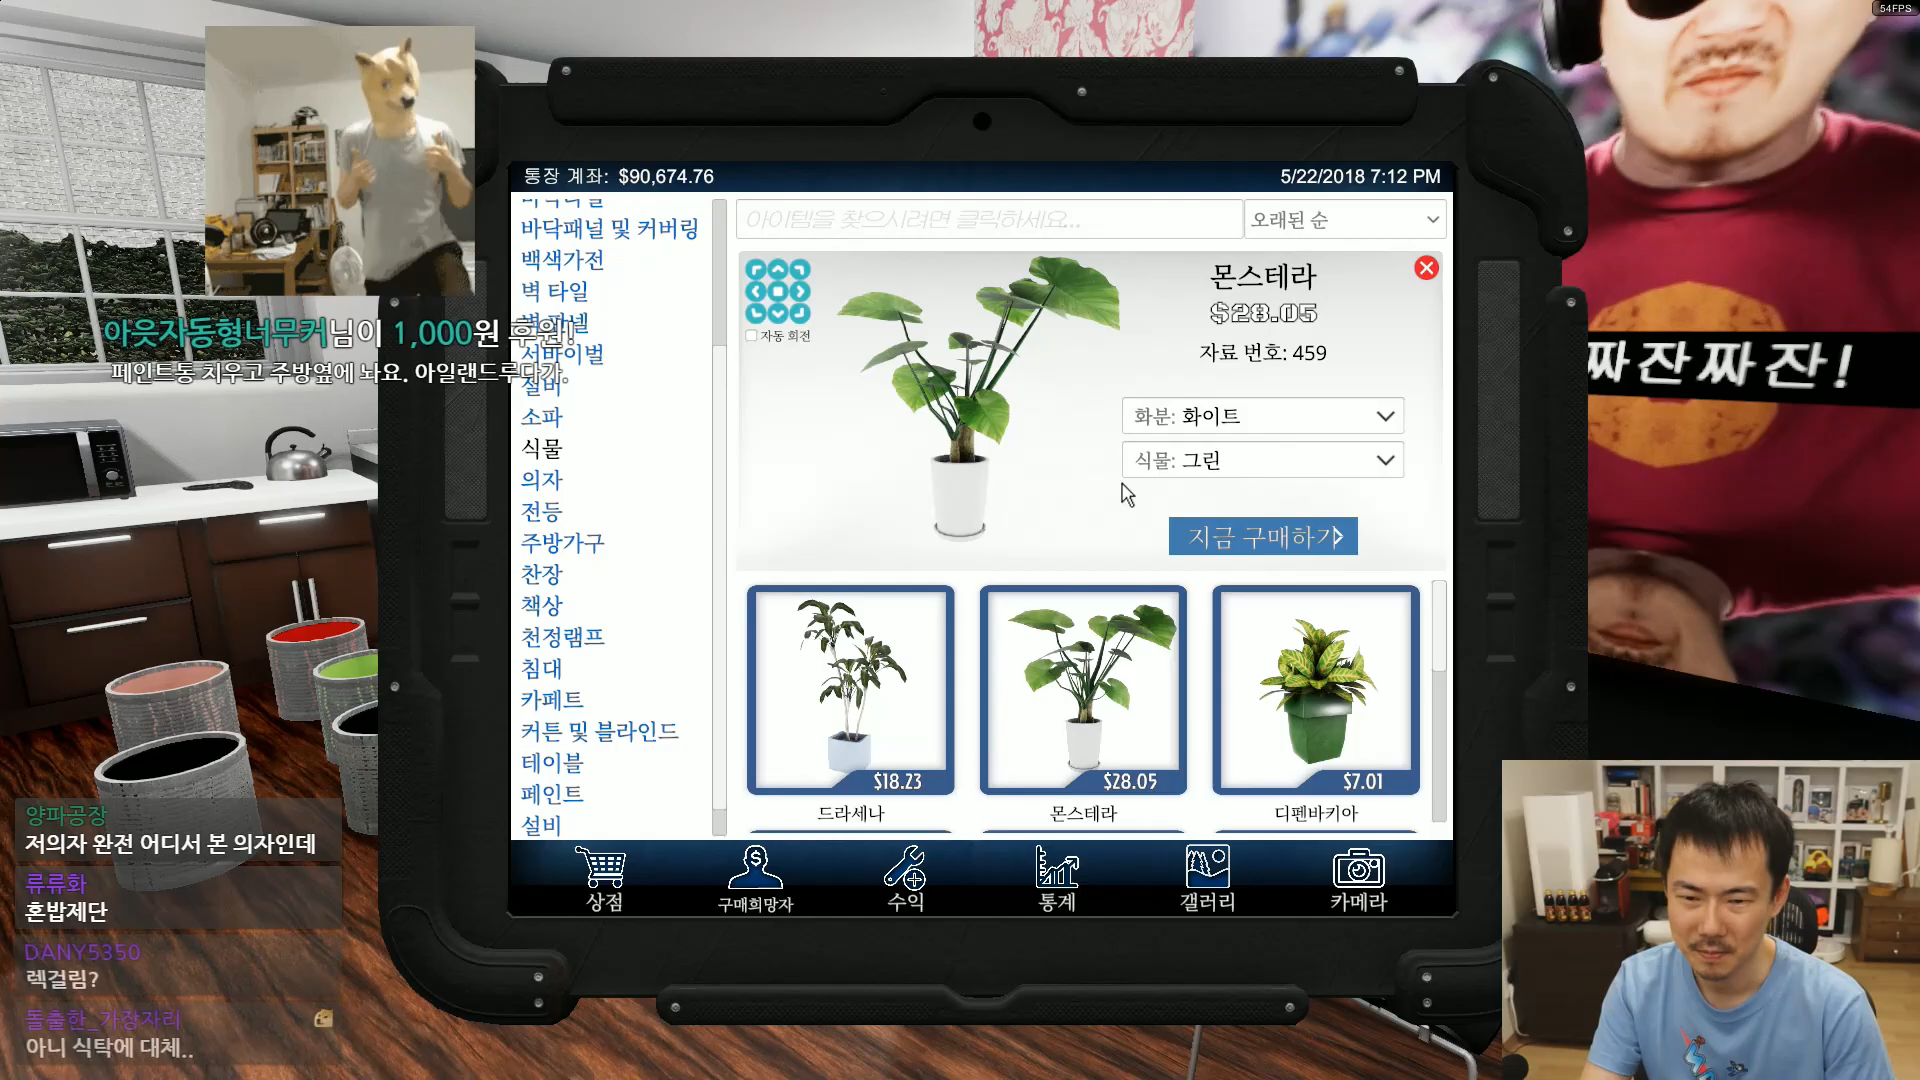 54FPS
통장 계좌: $90,674.76
5/22/2018 7:12 PM
아이템을 찾으시려면 클릭하세요...
오래된 순
바닥패널 및 커버링
백색가전
벽 타일
벽 패널
서바이벌
설비
소파
식물
의자
전등
주방가구
찬장
책상
천정램프
침대
카페트
커튼 및 블라인드
테이블
페인트
설비
자동 회전
몬스테라
$28.05
자료 번호: 459
화분: 화이트
식물: 그린
지금 구매하기
$18.23
드라세나
$28.05
몬스테라
$7.01
디펜바키아
상점
구매희망자
수익
통계
갤러리
카메라
아읏자동형너무커님이 1,000원 후원!
페인트통 치우고 주방옆에 놔요. 아일랜드루다가.
짜잔짜잔!
양파공장
저의자 완전 어디서 본 의자인데
류류화
혼밥제단
DANY5350
렉걸림?
돌출한_가장자리
아니 식탁에 대체..